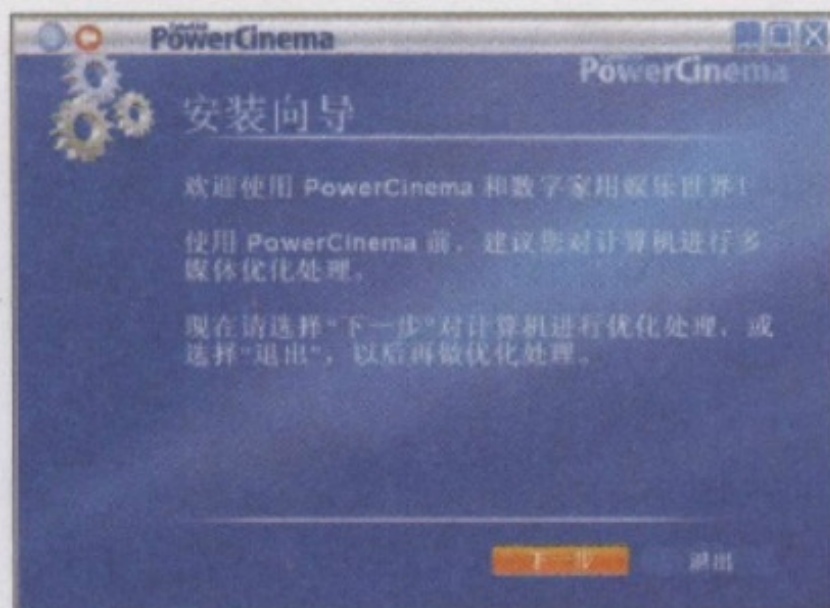 PowerCinema
PowerCinema
安装向导
欢迎使用 PowerCinema 和数字家用娱乐世界！
使用 PowerCinema 前，建议您对计算机进行多
媒体优化处理。
现在请选择“下一步”对计算机进行优化处理，或
选择“退出”，以后再做优化处理。
下一步 退出